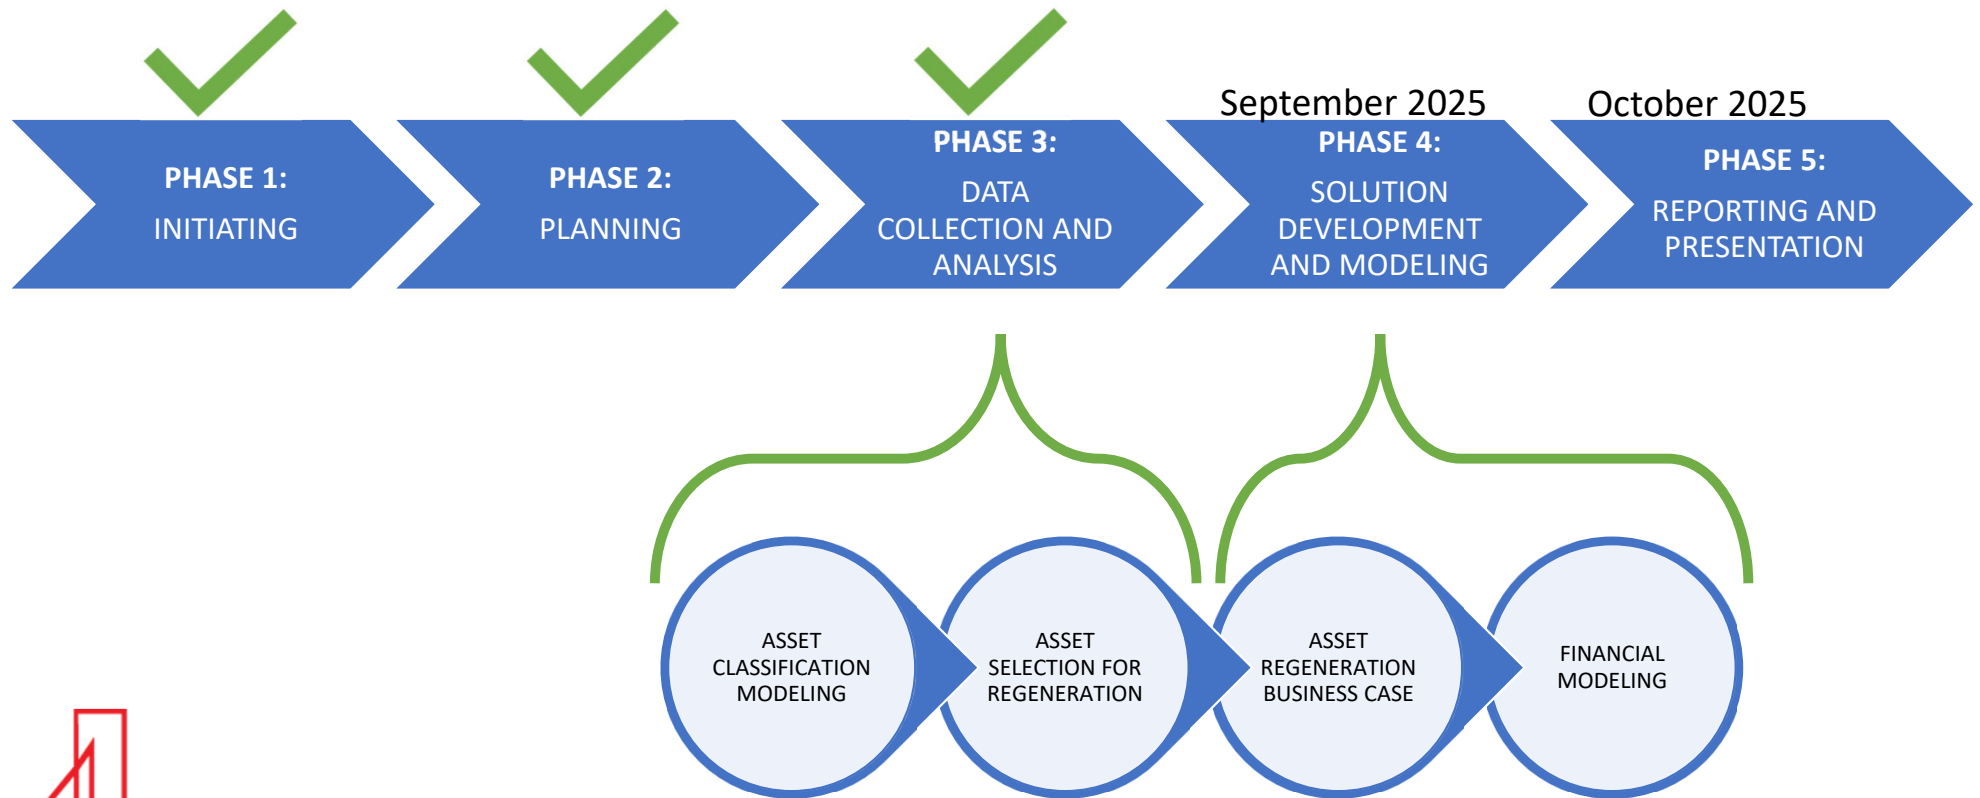 September 2025
October 2025
PHASE 1:
INITIATING
PHASE 2:
PLANNING
PHASE 3:
DATA
COLLECTION AND
ANALYSIS
PHASE 4:
SOLUTION
DEVELOPMENT
AND MODELING
PHASE 5:
REPORTING AND
PRESENTATION
ASSET
CLASSIFICATION
MODELING
ASSET
SELECTION FOR
REGENERATION
ASSET
REGENERATION
BUSINESS CASE
FINANCIAL
MODELING